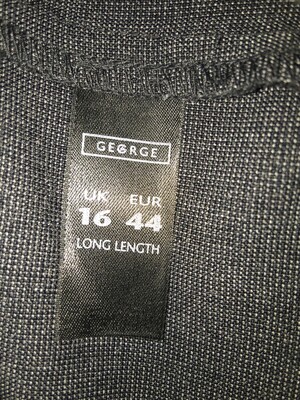 GEORGE
UK EUR
16 44
LONG LENGTH